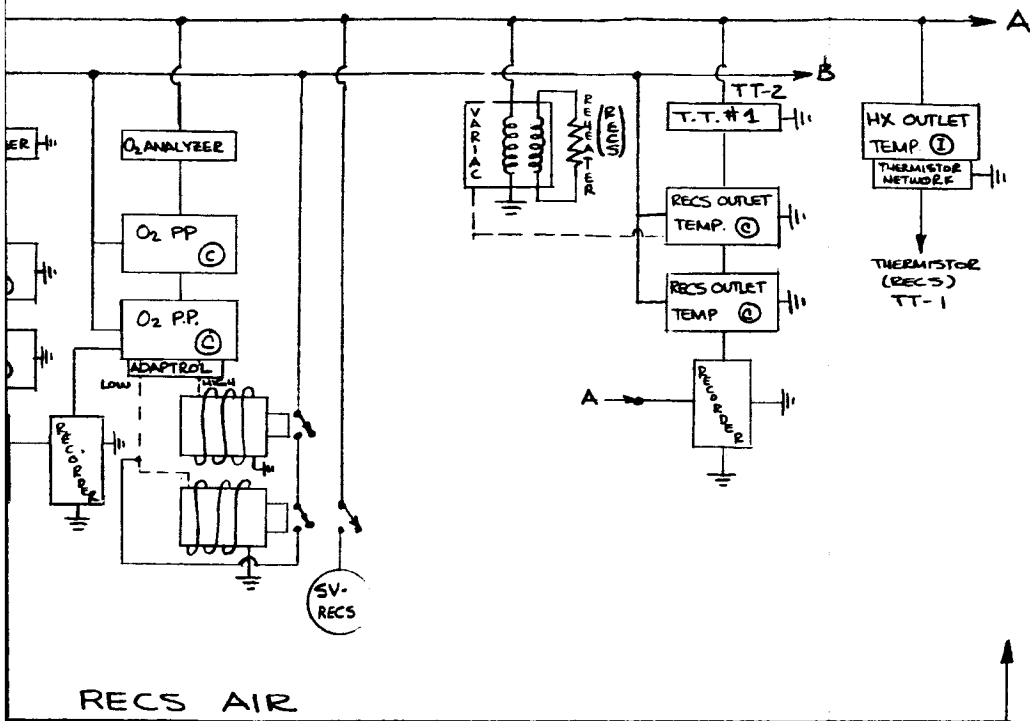 A
B
TT-2
ER
O₂ ANALYZER
VARIAC
REHEATER
(RECS)
T.T. #1
HX OUTLET
TEMP. I
THERMISTOR
NETWORK
O₂ PP
C
RECS OUTLET
TEMP. C
THERMISTOR
(RECS)
TT-1
O₂ P.P.
C
RECS OUTLET
TEMP C
ADAPTROL
LOW
HIGH
A
RECORDER
RECORDER
SV-
RECS
RECS AIR